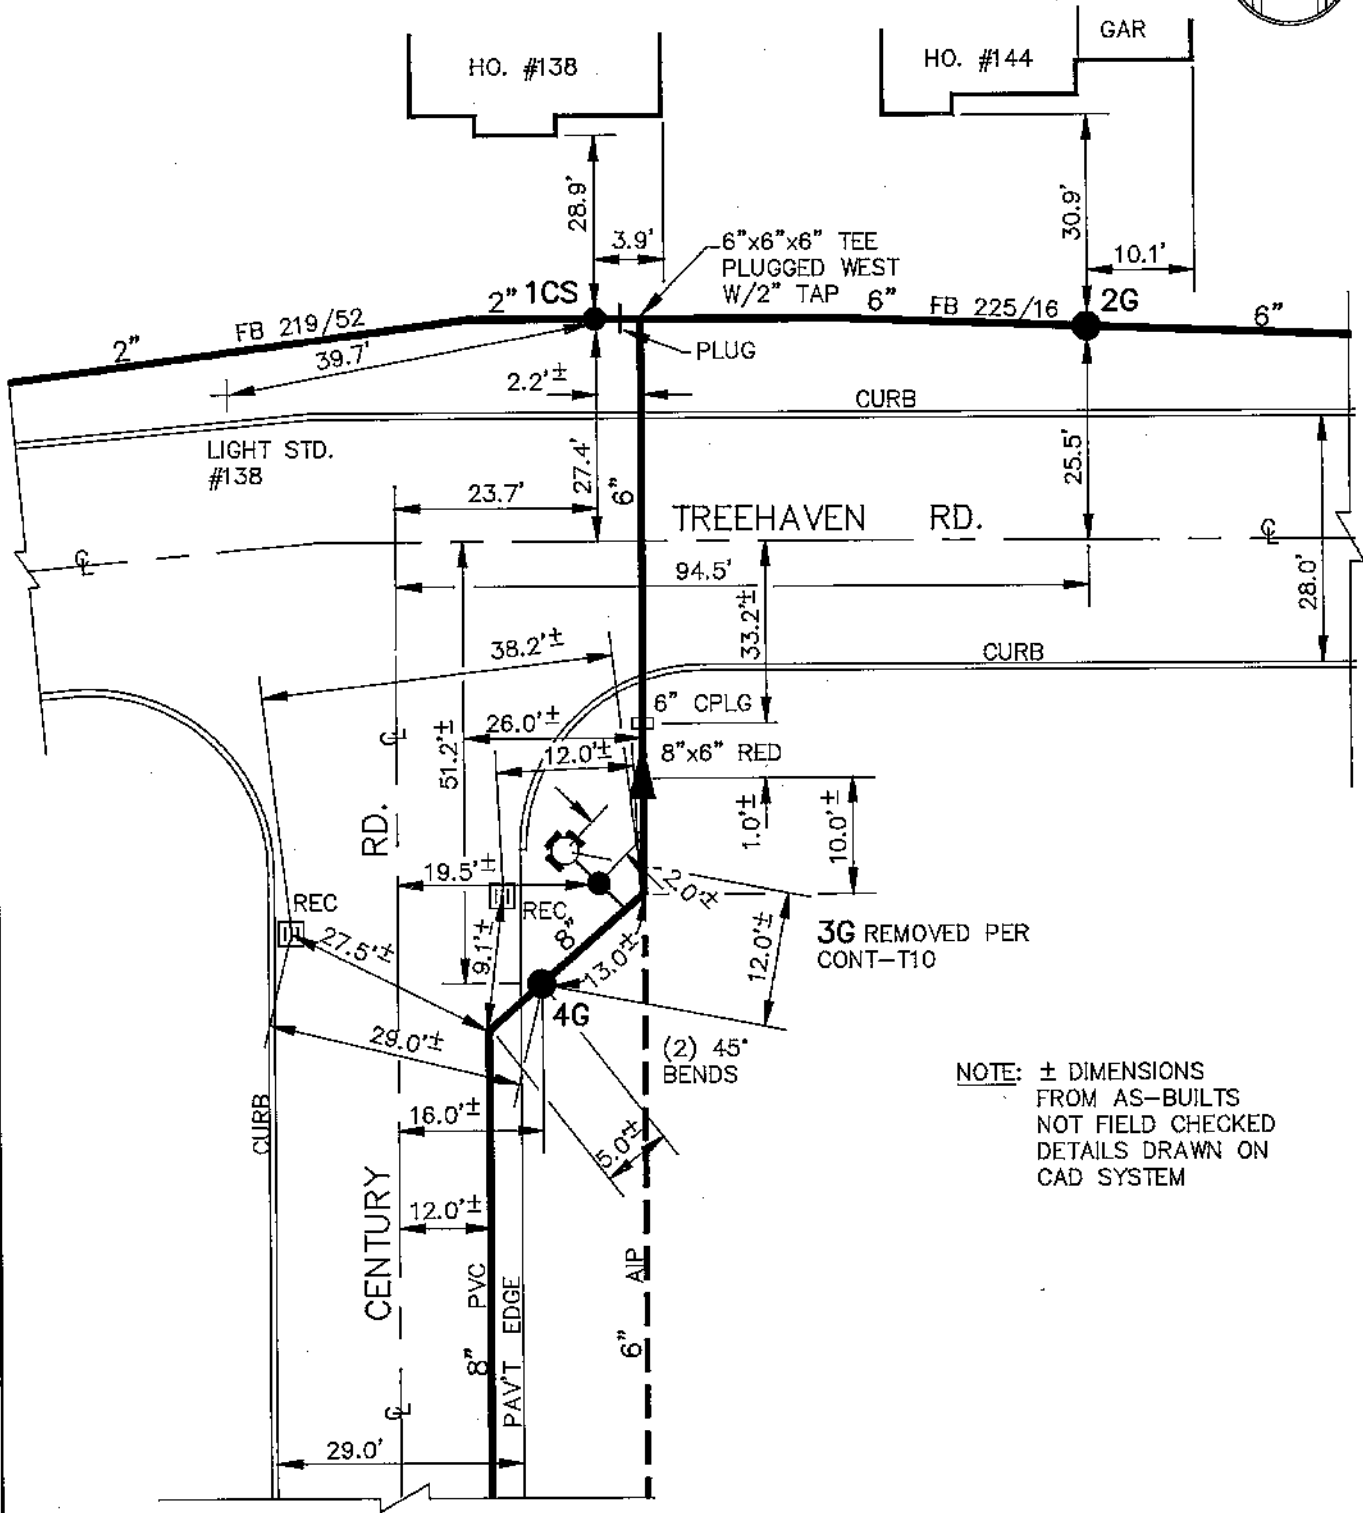 GAR
HO. #138
HO. #144
28.9'
30.9'
3.9'
6"x6"x6" TEE
PLUGGED WEST
W/2" TAP
10.1'
2"
FB 219/52
2"
1CS
6"
FB 225/16
2G
6"
39.7'
PLUG
2.2'±
CURB
LIGHT STD.
#138
27.4'
6"
25.5'
23.7'
TREEHAVEN RD.
℄
℄
94.5'
28.0'
33.2'±
38.2'±
CURB
6" CPLG
26.0'±
51.2'±
℄
12.0'±
8"x6" RED
RD.
1.0'±
10.0'±
19.5'±
2.0'±
REC
REC
8"
3G REMOVED PER
CONT-T10
27.5'±
9.1'±
13.0'±
12.0'±
4G
29.0'±
(2) 45°
BENDS
NOTE: ± DIMENSIONS
FROM AS-BUILTS
NOT FIELD CHECKED
DETAILS DRAWN ON
CAD SYSTEM
CURB
16.0'±
5.0'±
CENTURY
12.0'±
8" PVC
PAV'T EDGE
6" AIP
℄
29.0'